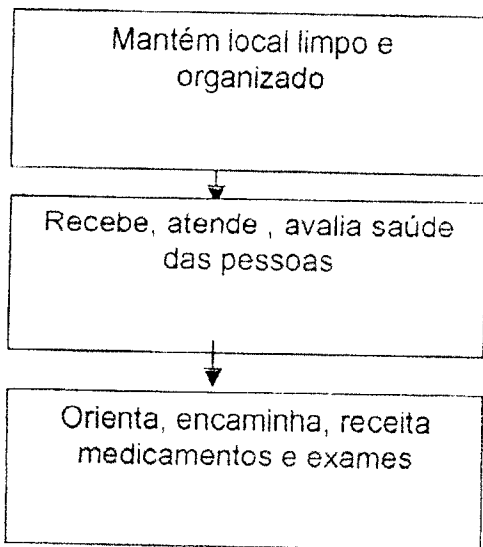 Mantém local limpo e
organizado
Recebe, atende , avalia saúde
das pessoas
Orienta, encaminha, receita
medicamentos e exames